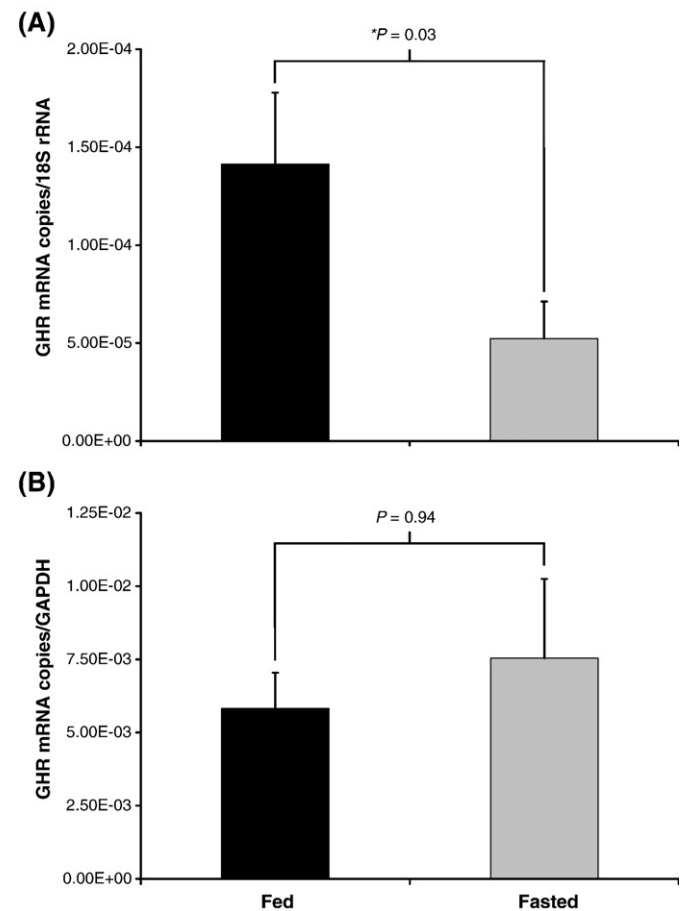 (A)
*P = 0.03
GHR mRNA copies/18S rRNA
2.00E-04
1.50E-04
1.00E-04
5.00E-05
0.00E+00
(B)
P = 0.94
GHR mRNA copies/GAPDH
1.25E-02
1.00E-02
7.50E-03
5.00E-03
2.50E-03
0.00E+00
Fed
Fasted